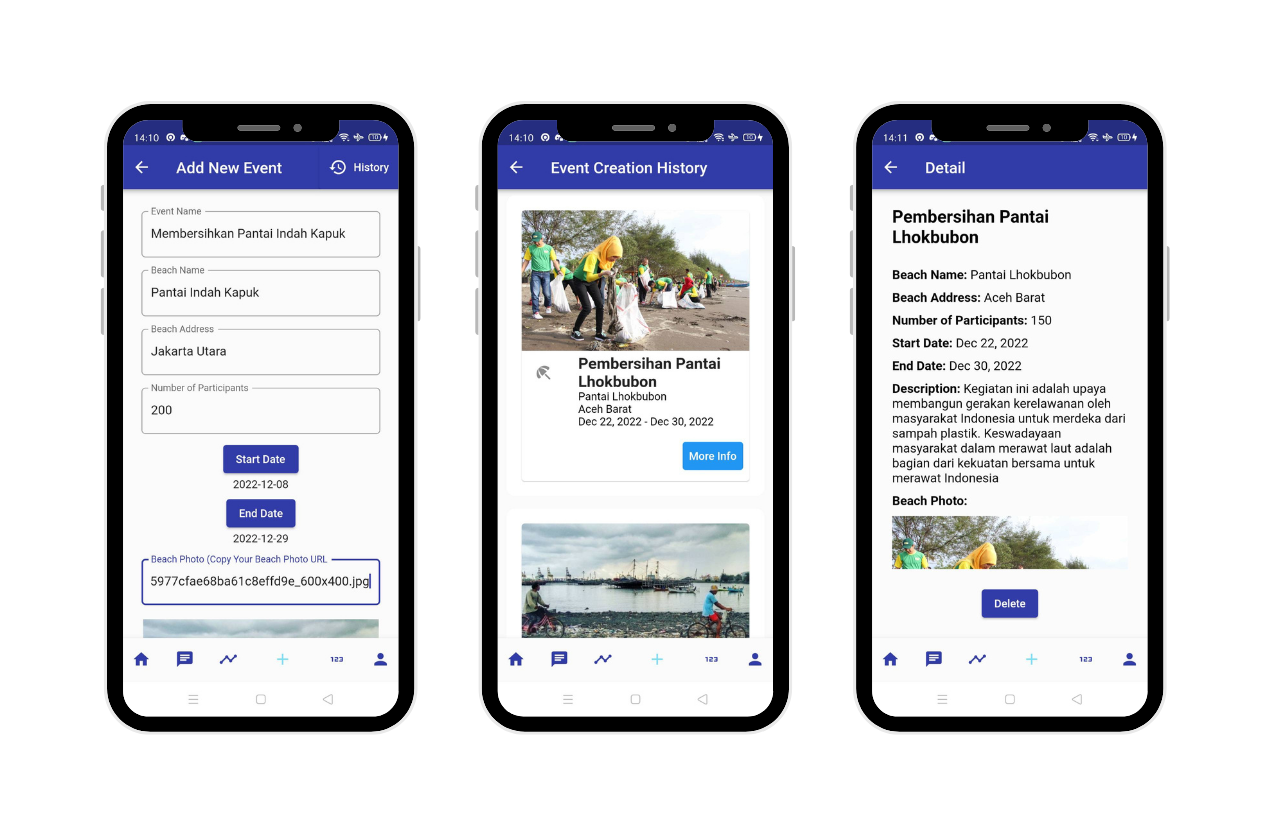 14:10
Add New Event
History
Event Name
Membersihkan Pantai Indah Kapuk
Beach Name
Pantai Indah Kapuk
Beach Address
Jakarta Utara
Number of Participants
200
Start Date
2022-12-08
End Date
2022-12-29
Beach Photo (Copy Your Beach Photo URL
5977cfae68ba61c8effd9e_600x400.jpg
123
14:10
Event Creation History
Pembersihan Pantai
Lhokbubon
Pantai Lhokbubon
Aceh Barat
Dec 22, 2022 - Dec 30, 2022
More Info
123
14:11
Detail
Pembersihan Pantai
Lhokbubon
Beach Name: Pantai Lhokbubon
Beach Address: Aceh Barat
Number of Participants: 150
Start Date: Dec 22, 2022
End Date: Dec 30, 2022
Description: Kegiatan ini adalah upaya
membangun gerakan kerelawanan oleh
masyarakat Indonesia untuk merdeka dari
sampah plastik. Keswadayaan
masyarakat dalam merawat laut adalah
bagian dari kekuatan bersama untuk
merawat Indonesia
Beach Photo:
Delete
123